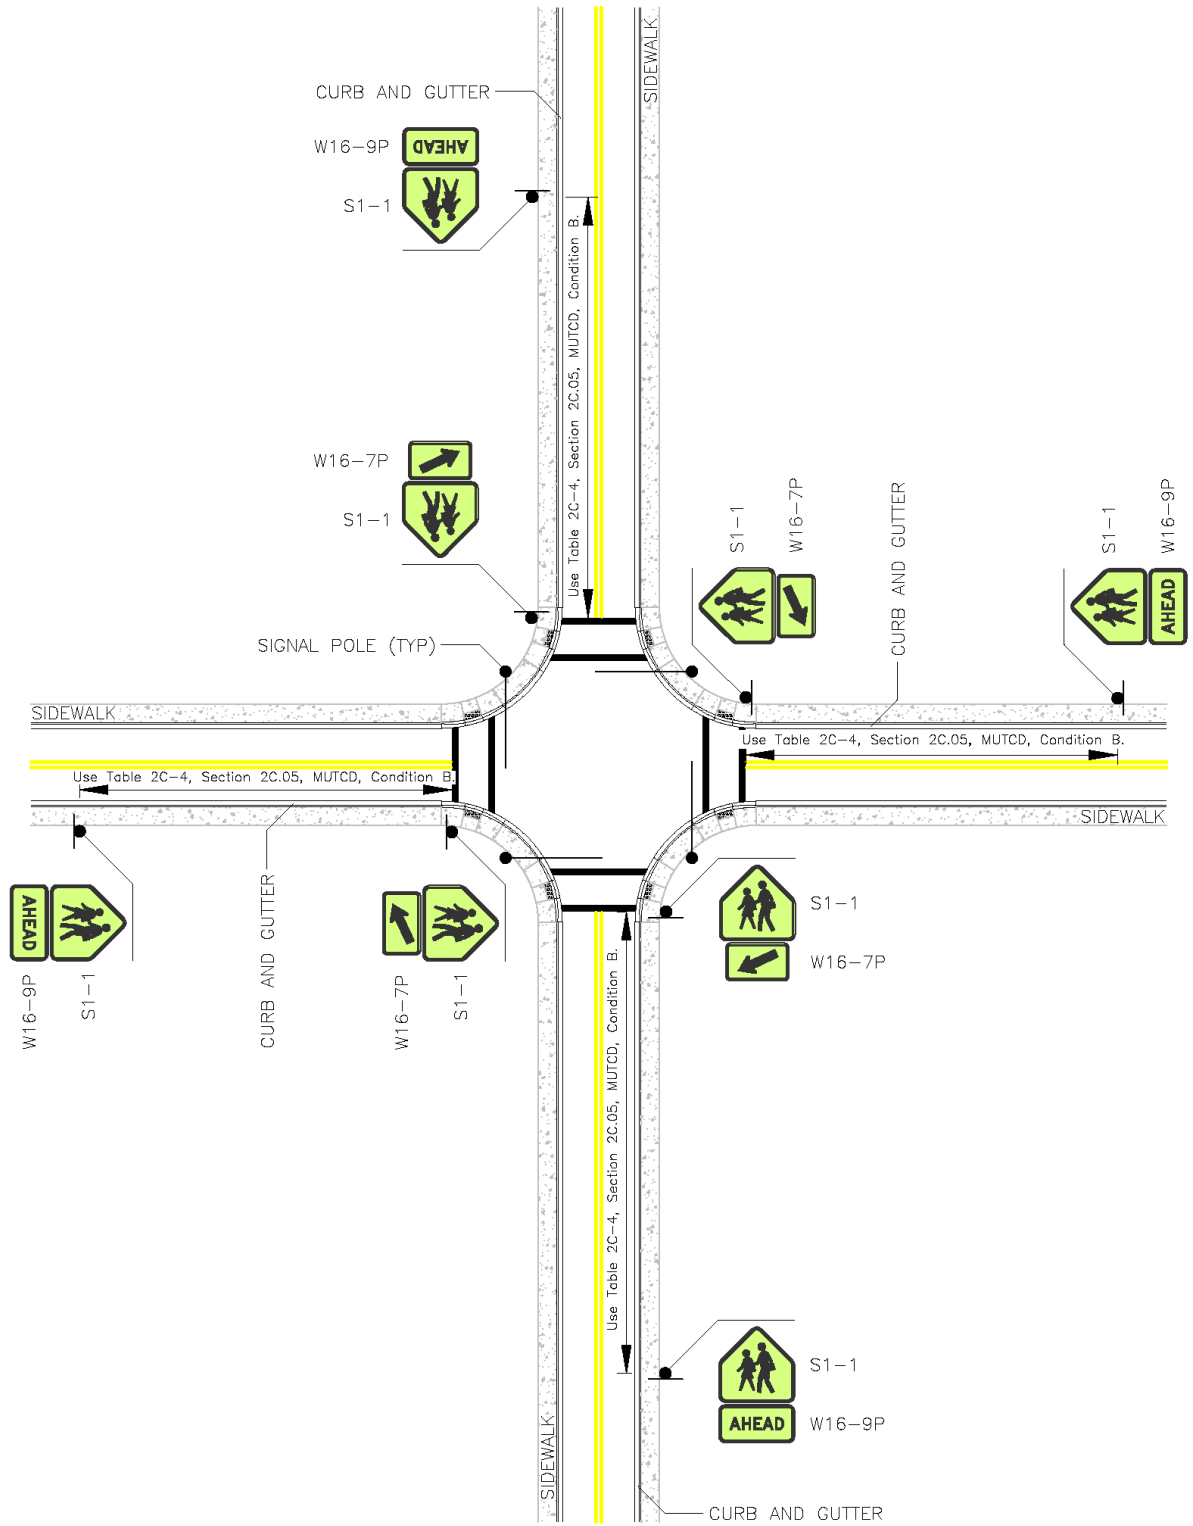 SIDEWALK
CURB AND GUTTER
W16-9P
AHEAD
S1-1
Use Table 2C-4, Section 2C.05, MUTCD, Condition B.
W16-7P
S1-1
S1-1
W16-7P
CURB AND GUTTER
S1-1
W16-9P
AHEAD
SIGNAL POLE (TYP)
SIDEWALK
Use Table 2C-4, Section 2C.05, MUTCD, Condition B.
Use Table 2C-4, Section 2C.05, MUTCD, Condition B.
SIDEWALK
AHEAD
W16-9P
S1-1
CURB AND GUTTER
W16-7P
S1-1
S1-1
W16-7P
Use Table 2C-4, Section 2C.05, MUTCD, Condition B.
S1-1
AHEAD
W16-9P
SIDEWALK
CURB AND GUTTER